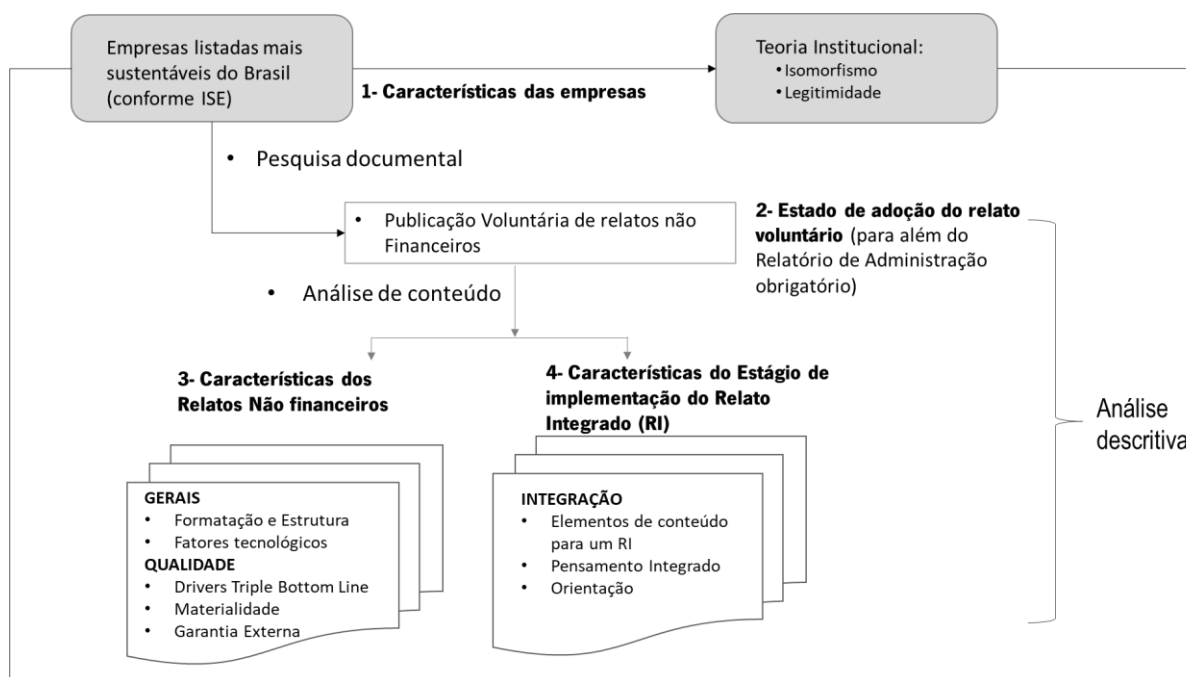 Empresas listadas mais
sustentáveis do Brasil
(conforme ISE)
1- Características das empresas
Teoria Institucional:
• Isomorfismo
• Legitimidade
• Pesquisa documental
• Publicação Voluntária de relatos não
Financeiros
2- Estado de adoção do relato
voluntário (para além do
Relatório de Administração
obrigatório)
• Análise de conteúdo
3- Características dos
Relatos Não financeiros
GERAIS
• Formatação e Estrutura
• Fatores tecnológicos
QUALIDADE
• Drivers Triple Bottom Line
• Materialidade
• Garantia Externa
4- Características do Estágio de
implementação do Relato
Integrado (RI)
INTEGRAÇÃO
• Elementos de conteúdo
para um RI
• Pensamento Integrado
• Orientação
Análise
descritiva